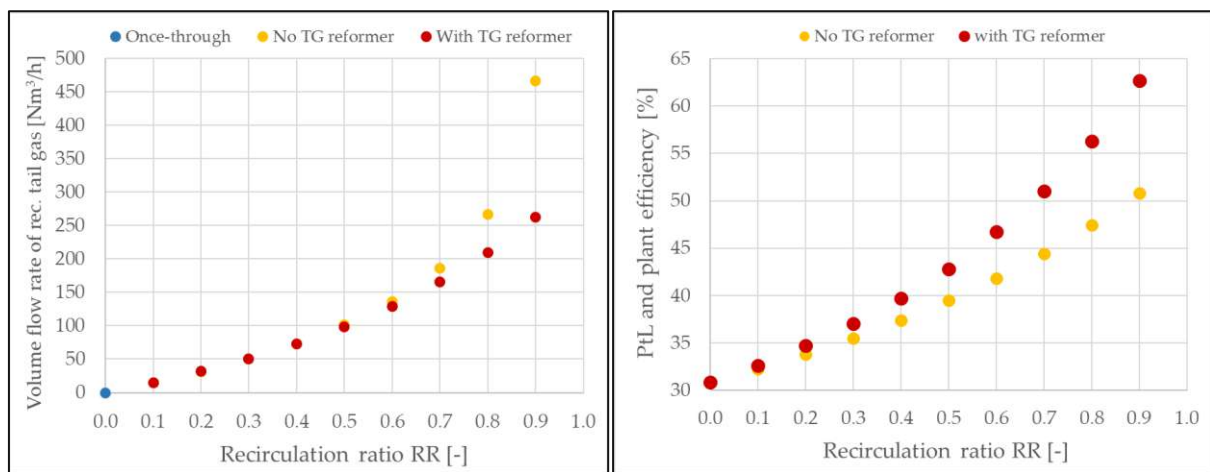 Once-through No TG reformer With TG reformer
Volume flow rate of rec. tail gas [Nm³/h]
500
450
400
350
300
250
200
150
100
50
0
0.0 0.1 0.2 0.3 0.4 0.5 0.6 0.7 0.8 0.9 1.0
Recirculation ratio RR [-]
No TG reformer with TG reformer
PtL and plant efficiency [%]
65
60
55
50
45
40
35
30
0.0 0.1 0.2 0.3 0.4 0.5 0.6 0.7 0.8 0.9 1.0
Recirculation ratio RR [-]